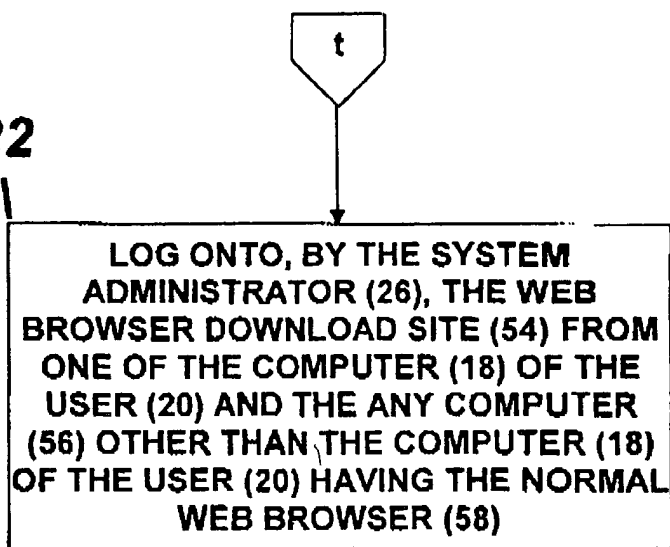 t
2
LOG ONTO, BY THE SYSTEM
ADMINISTRATOR (26), THE WEB
BROWSER DOWNLOAD SITE (54) FROM
ONE OF THE COMPUTER (18) OF THE
USER (20) AND THE ANY COMPUTER
(56) OTHER THAN THE COMPUTER (18)
OF THE USER (20) HAVING THE NORMAL
WEB BROWSER (58)